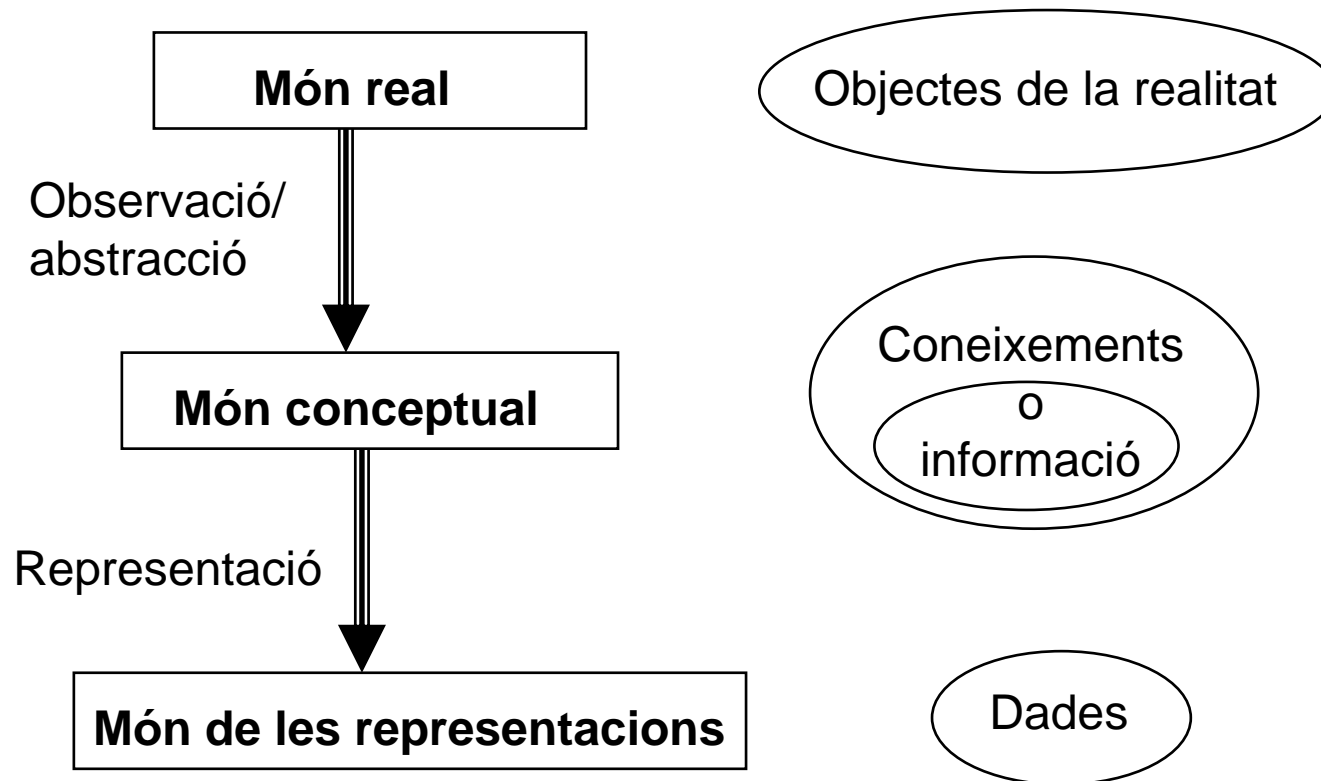 Món real
Objectes de la realitat
Observació/
abstracció
Coneixements
o
informació
Món conceptual
Representació
Món de les representacions
Dades